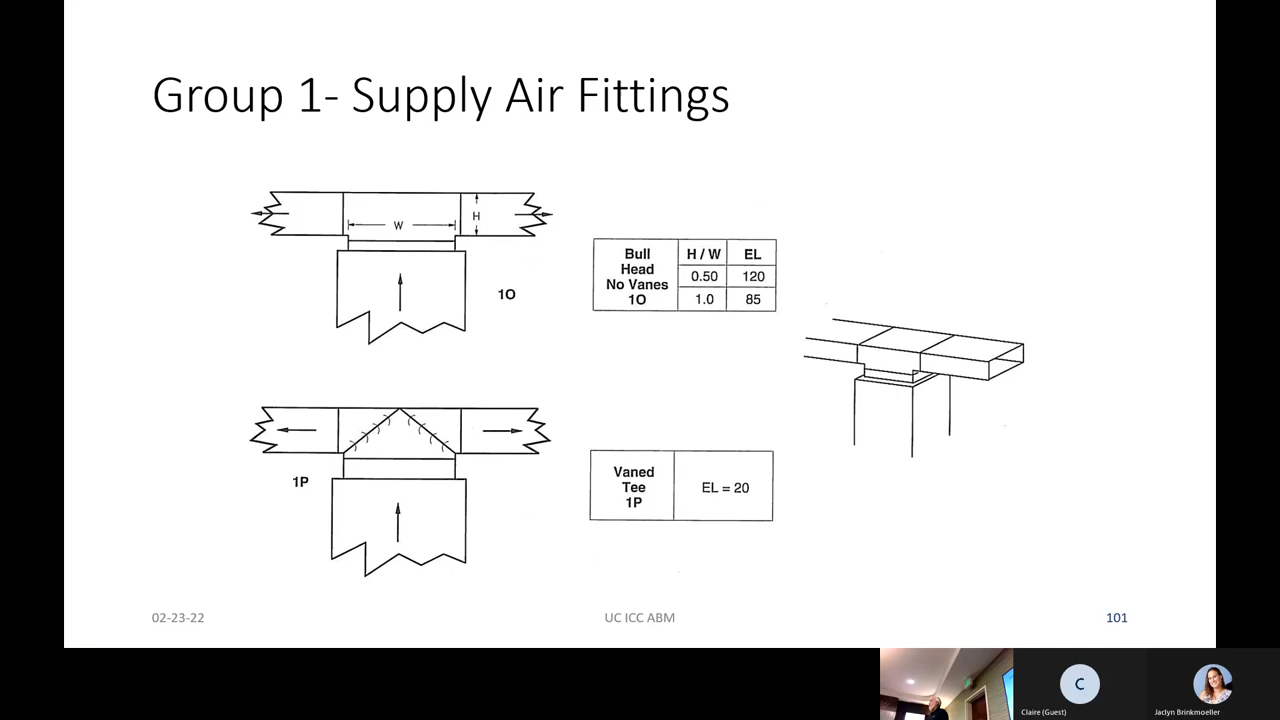 Group 1- Supply Air Fittings
W
H
1O
Bull
Head
No Vanes
1O
H / W
EL
0.50
120
1.0
85
1P
Vaned
Tee
1P
EL = 20
02-23-22
UC ICC ABM
101
C
Claire (Guest)
Jaclyn Brinkmoeller